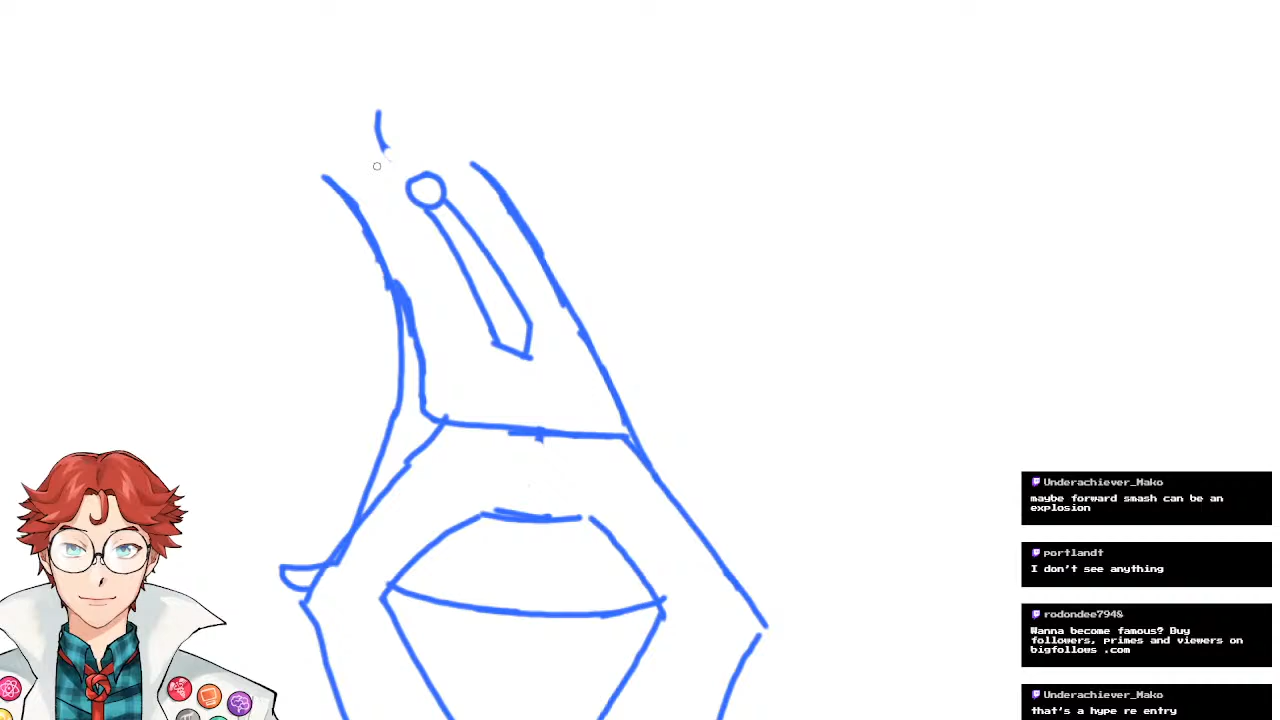 Underachiever_Mako
maybe forward smash can be an
explosion
portlandt
I don't see anything
rodondee7940
Wanna become famous? Buy
followers, primes and viewers on
bigfollows .com
Underachiever_Mako
that's a hype re entry